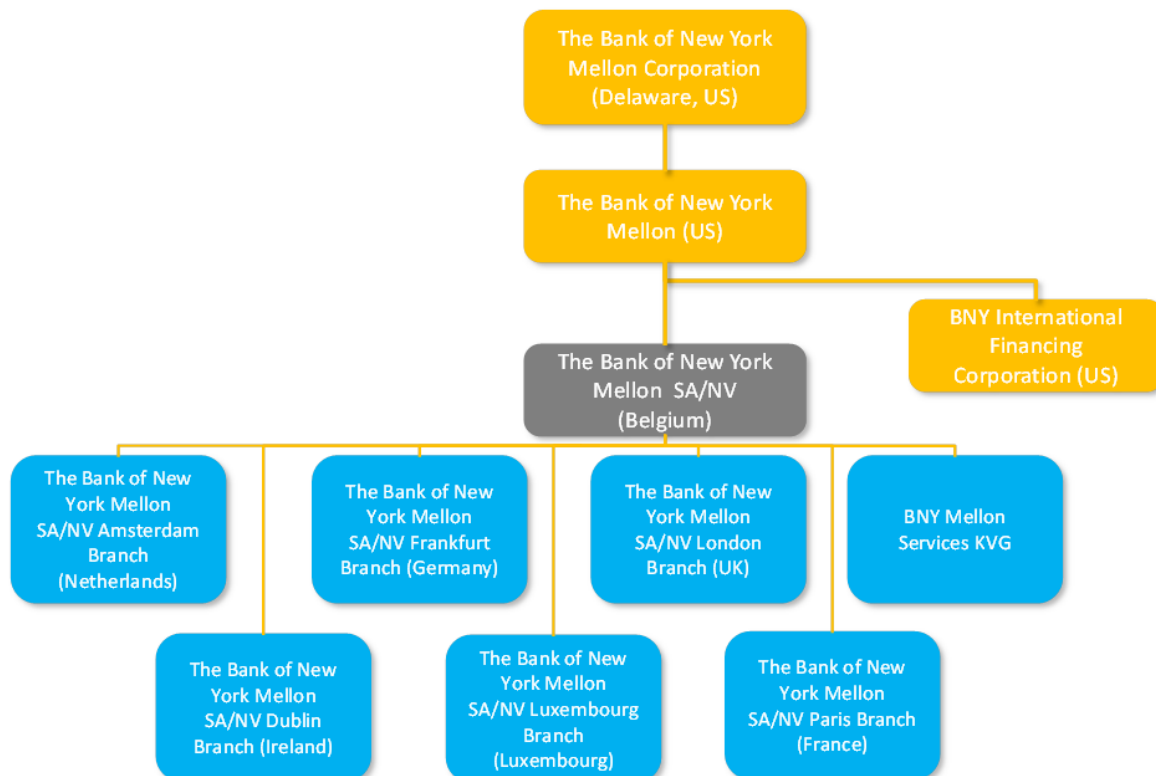 The Bank of New York
Mellon Corporation
(Delaware, US)
The Bank of New York
Mellon (US)
BNY International
Financing
Corporation (US)
The Bank of New York
Mellon SA/NV
(Belgium)
The Bank of New
York Mellon
SA/NV Amsterdam
Branch
(Netherlands)
The Bank of New
York Mellon
SA/NV Frankfurt
Branch (Germany)
The Bank of New
York Mellon
SA/NV London
Branch (UK)
BNY Mellon
Services KVG
The Bank of New
York Mellon
SA/NV Dublin
Branch (Ireland)
The Bank of New
York Mellon
SA/NV Luxembourg
Branch
(Luxembourg)
The Bank of New
York Mellon
SA/NV Paris Branch
(France)